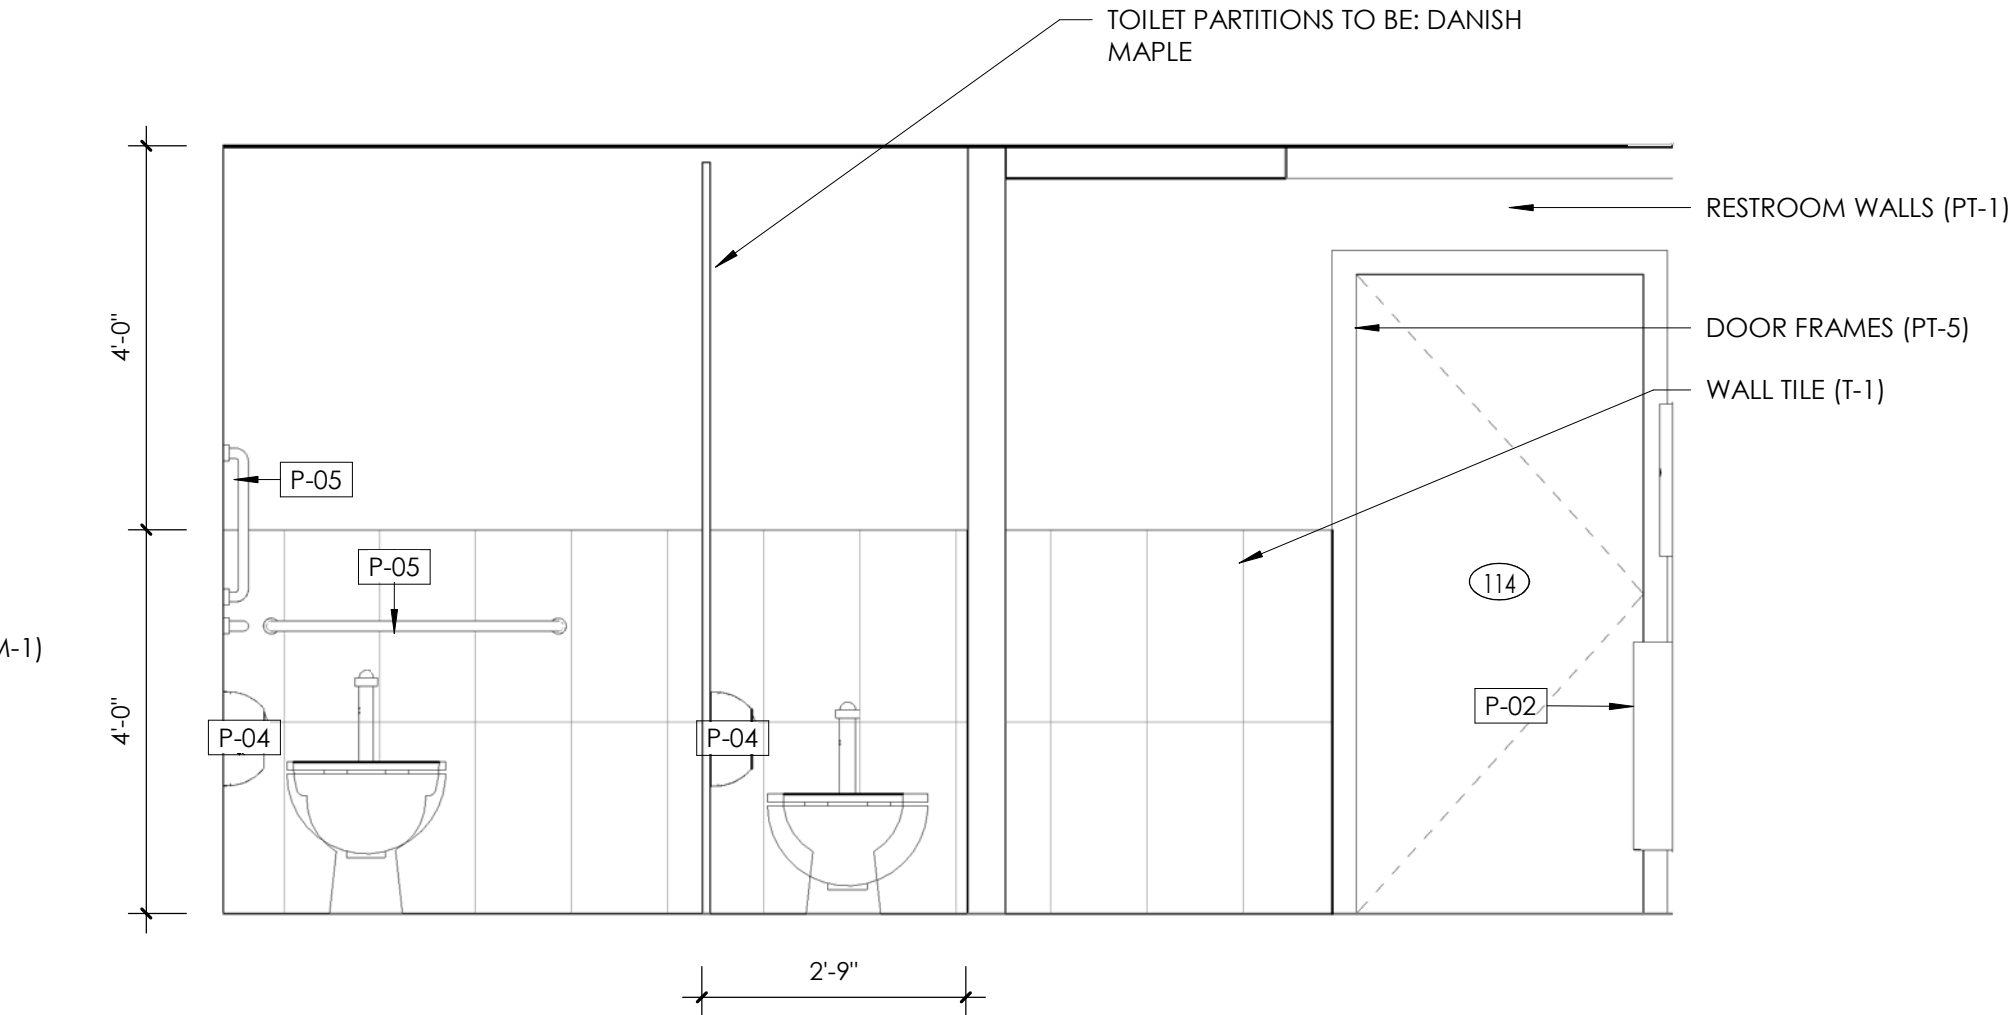 TOILET PARTITIONS TO BE: DANISH
MAPLE
RESTROOM WALLS (PT-1)
DOOR FRAMES (PT-5)
WALL TILE (T-1)
4'-0"
P-05
P-05
114
M-1)
4'-0"
P-04
P-04
P-02
2'-9"